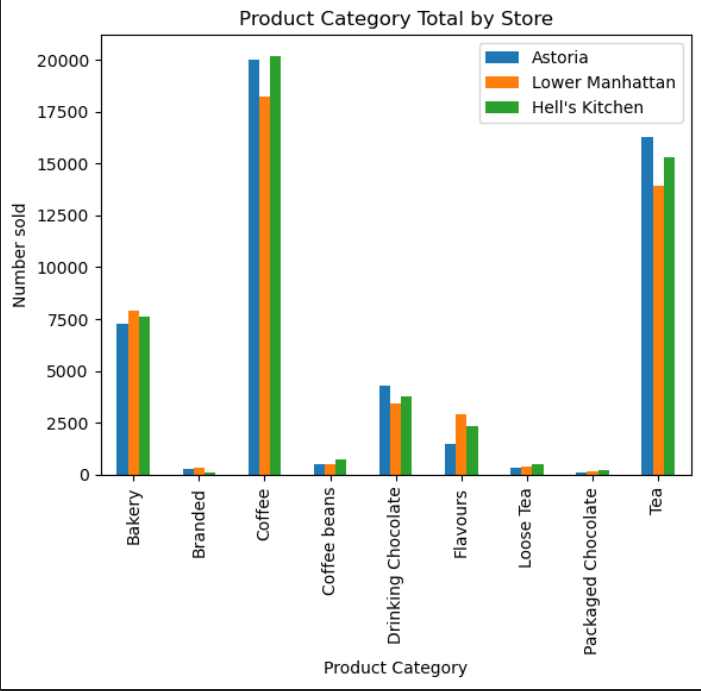 Product Category Total by Store
Astoria
Lower Manhattan
Hell's Kitchen
20000
17500
15000
12500
10000
7500
5000
2500
0
Number sold
Bakery
Branded
Coffee
Coffee beans
Drinking Chocolate
Flavours
Loose Tea
Packaged Chocolate
Tea
Product Category